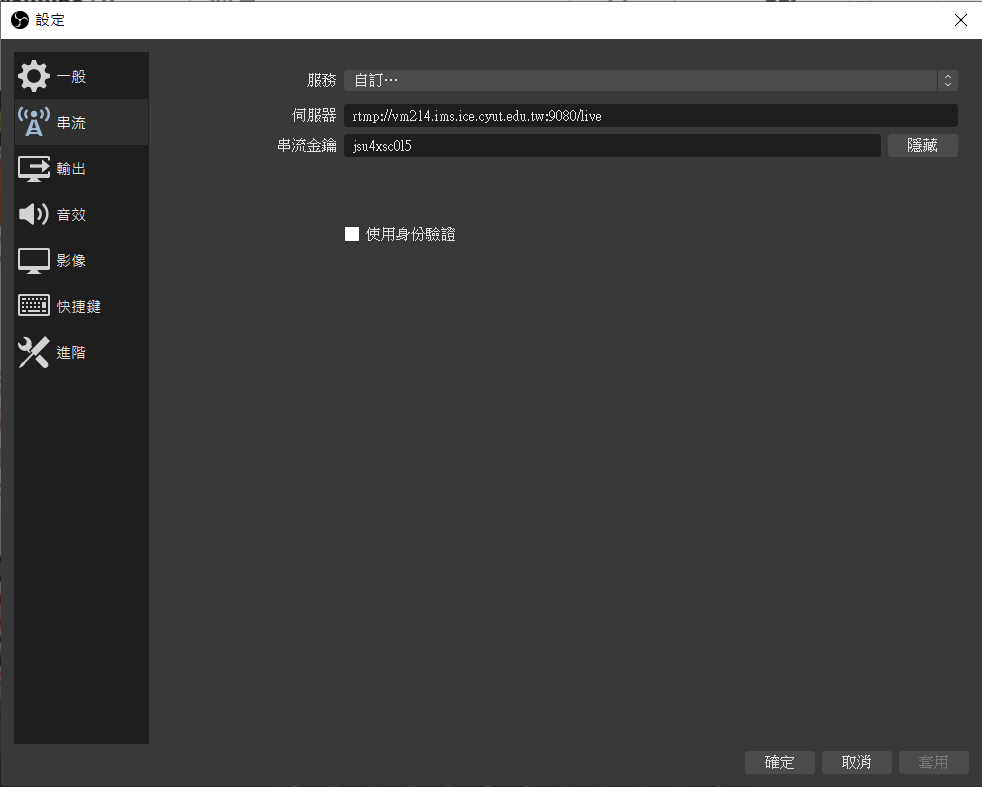 設定
一般
串流
輸出
音效
影像
快捷鍵
進階
服務 自訂…
伺服器 rtmp://vm214.ims.ice.cyut.edu.tw:9080/live
串流金鑰 jsu4xsc0l5 隱藏
使用身份驗證
確定 取消 套用